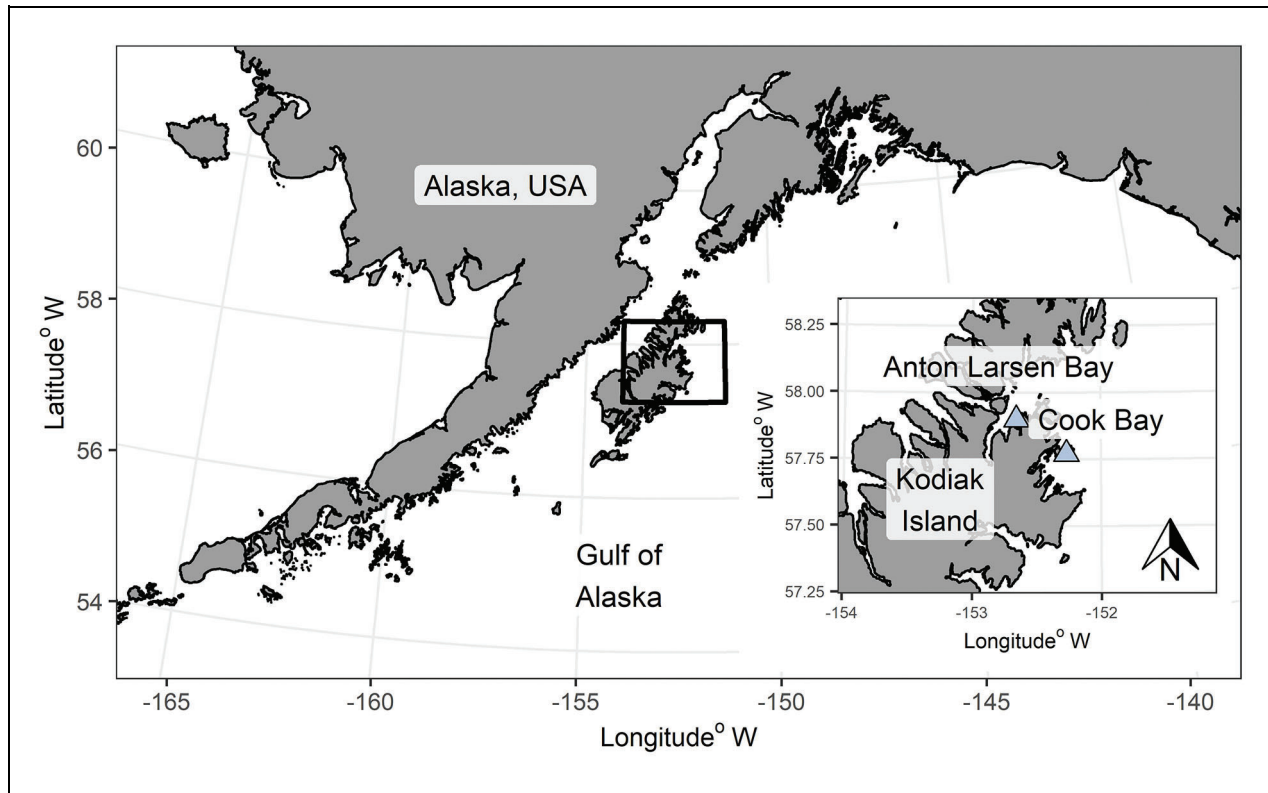 60
58
56
54
Latitude° W
Alaska, USA
Gulf of
Alaska
-165
-160
-155
-150
-145
-140
Longitude° W
58.25
58.00
57.75
57.50
57.25
Latitude° W
Anton Larsen Bay
Cook Bay
Kodiak
Island
N
-154
-153
-152
Longitude° W